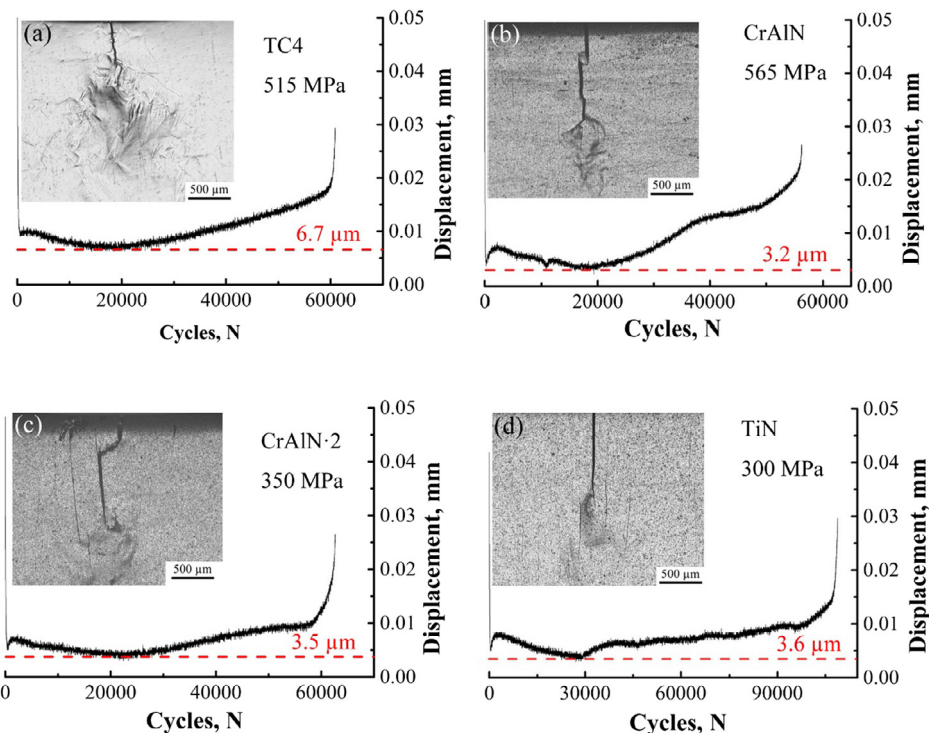 (a)
TC4
515 MPa
500 µm
6.7 µm
0.05
0.04
0.03
0.02
0.01
0.00
Displacement, mm
0 20000 40000 60000
Cycles, N
(b)
CrAlN
565 MPa
500 µm
3.2 µm
0.05
0.04
0.03
0.02
0.01
0.00
Displacement, mm
0 20000 40000 60000
Cycles, N
(c)
CrAlN·2
350 MPa
500 µm
3.5 µm
0.05
0.04
0.03
0.02
0.01
0.00
Displacement, mm
0 20000 40000 60000
Cycles, N
(d)
TiN
300 MPa
500 µm
3.6 µm
0.05
0.04
0.03
0.02
0.01
0.00
Displacement, mm
0 30000 60000 90000
Cycles, N